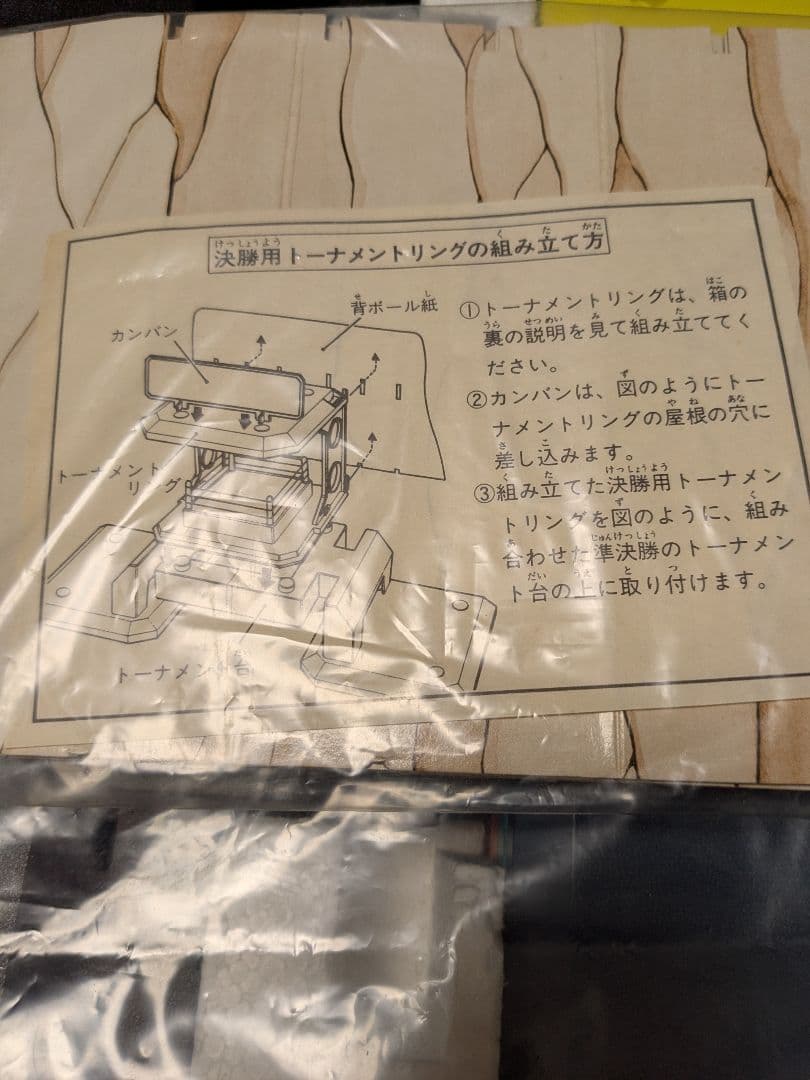 決勝用トーナメントリングの組み立て方
背ボール紙
カンバン
トーナメント
リング
トーナメント台
①トーナメントリングは、箱の
裏の説明を見て組み立ててく
ださい。
②カンバンは、図のようにトー
ナメントリングの屋根の穴に
差し込みます。
③組み立てた決勝用トーナメン
トリングを図のように、組み
合わせた準決勝のトーナメン
ト台の上に取り付けます。